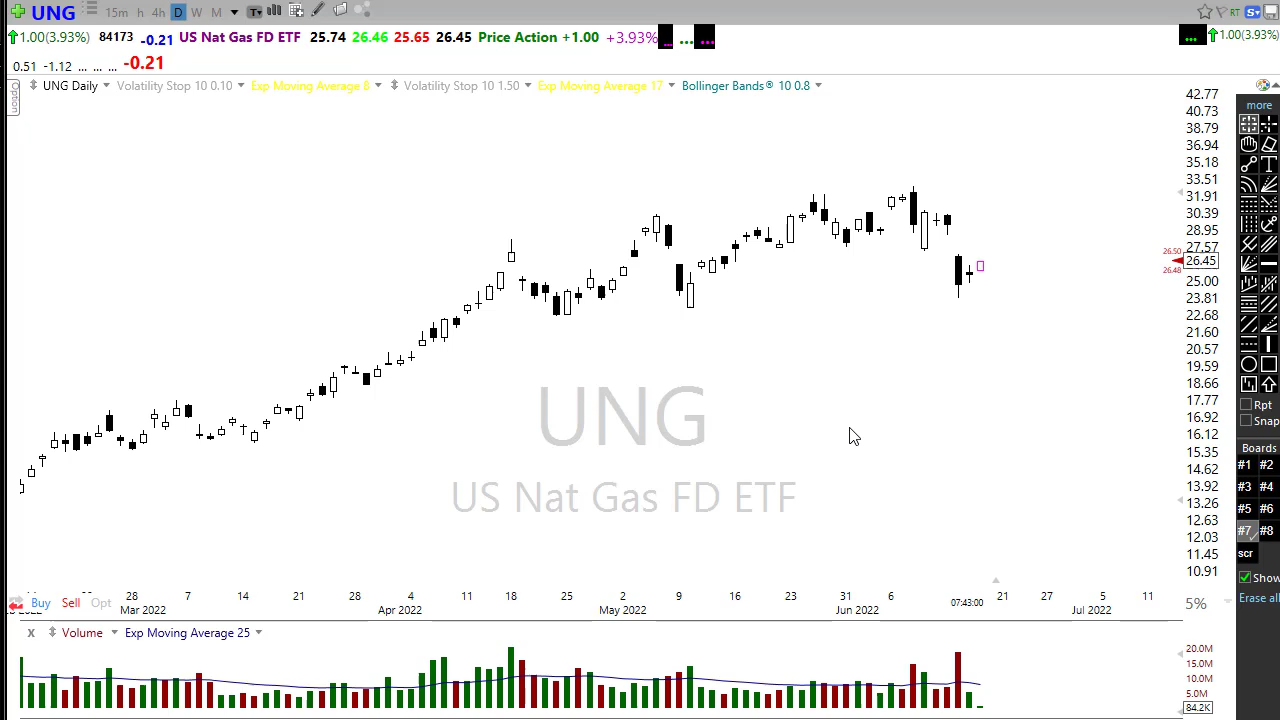 UNG 15m h 4h D W M T RT S
1.00(3.93%) 84173 -0.21 US Nat Gas FD ETF 25.74 26.46 25.65 26.45 Price Action +1.00 +3.93% ... ... ... ... 1.00(3.93%)
0.51 -1.12 ... ... ... -0.21
Option
UNG Daily Volatility Stop 10 0.10 Exp Moving Average 8 Volatility Stop 10 1.50 Exp Moving Average 17 Bollinger Bands® 10 0.8
42.77
more
40.73
38.79
36.94
35.18
33.51
31.91
30.39
28.95
27.57
26.50
26.45
26.48
25.00
23.81
22.68
21.60
20.57
19.59
18.66
17.77
16.92
16.12
15.35
14.62
13.92
13.26
12.63
12.03
11.45
10.91
Rpt
Snap
Boards
#1 #2
#3 #4
#5 #6
#7 #8
scr
Show
Erase all
UNG
US Nat Gas FD ETF
28 7 14 21 28 4 11 18 25 2 9 16 23 31 6 21 27 5 11
Buy Sell Opt Mar 2022 Apr 2022 May 2022 Jun 2022 07:43:00 Jul 2022 5%
X Volume Exp Moving Average 25
20.0M
15.0M
10.0M
5.0M
84.2K